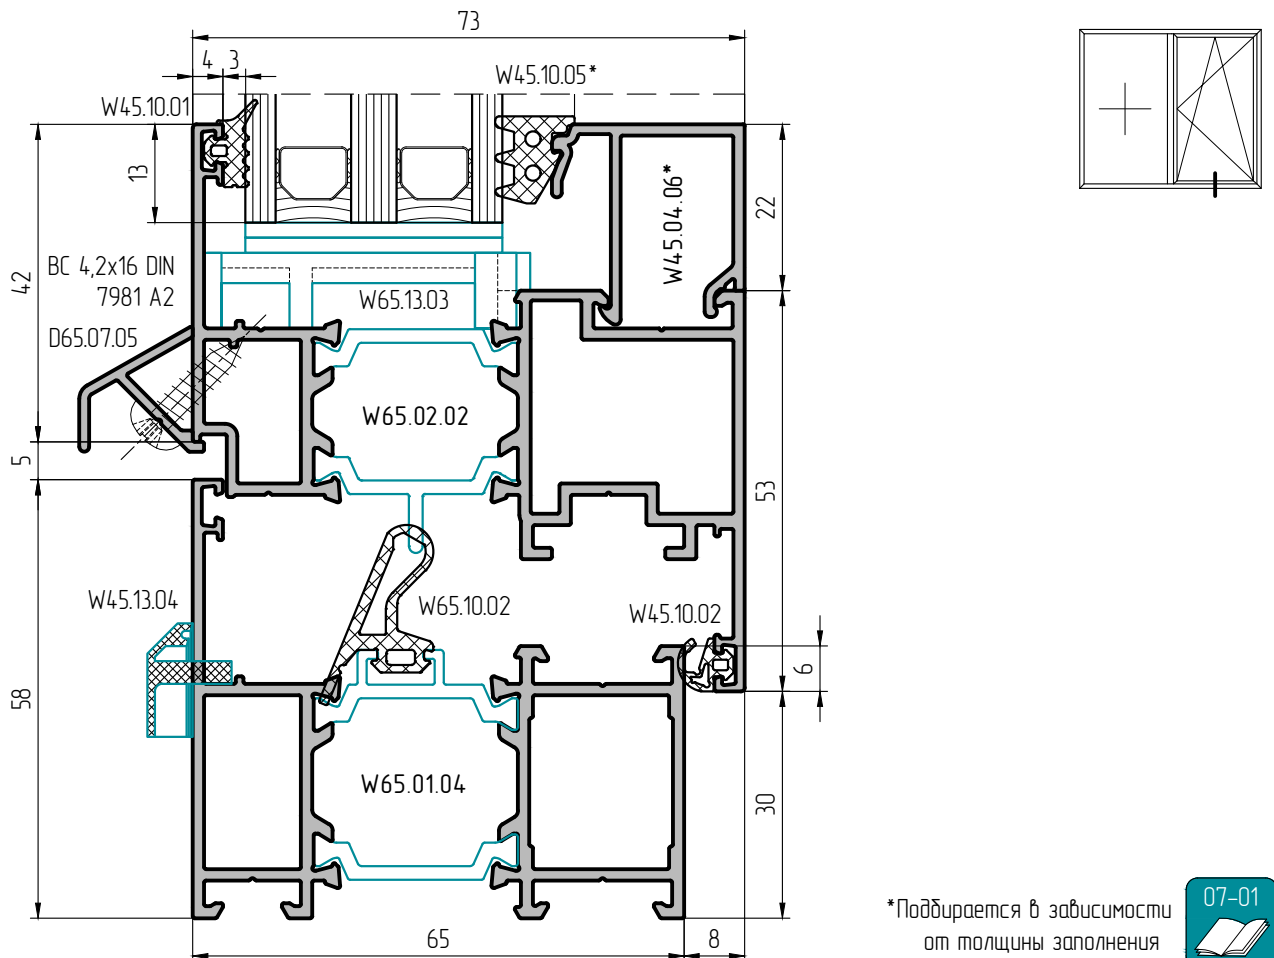 73
4
3
W45.10.05*
W45.10.01
13
22
W45.04.06*
42
ВС 4,2х16 DIN
7981 A2
W65.13.03
D65.07.05
W65.02.02
5
53
W45.13.04
W65.10.02
W45.10.02
6
58
W65.01.04
30
65
8
*Подбирается в зависимости
от толщины заполнения
07-01